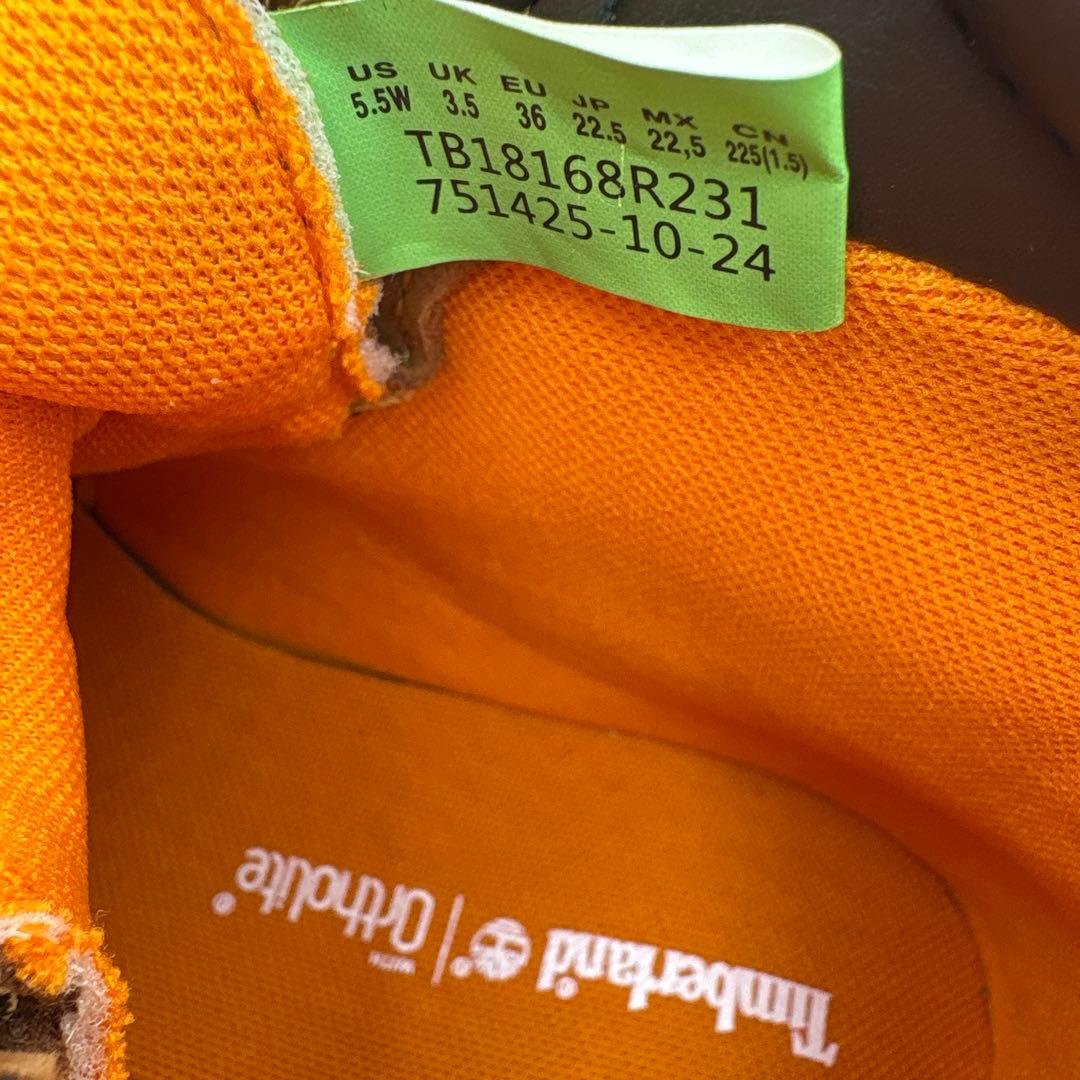 US UK EU JP MX CN
5.5W 3.5 36 22.5 22,5 225(1.5)
TB18168R231
751425-10-24
Timberland® ® | WITH Ortholite®